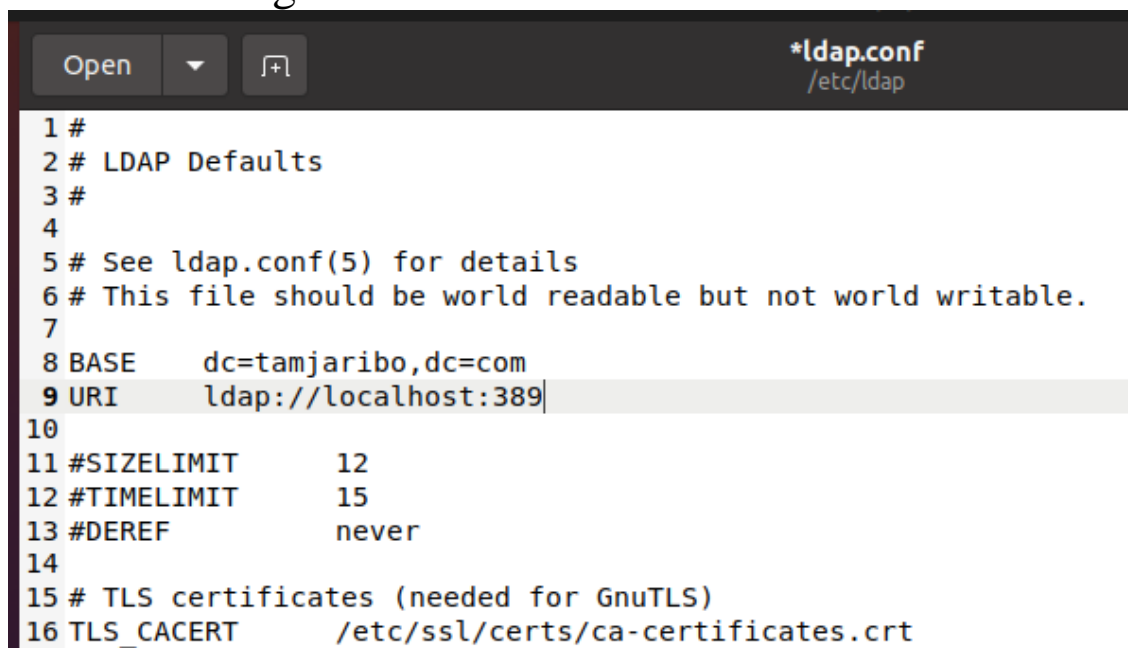 Open
*ldap.conf
/etc/ldap
1 #
2 # LDAP Defaults
3 #
4
5 # See ldap.conf(5) for details
6 # This file should be world readable but not world writable.
7
8 BASE    dc=tamjaribo,dc=com
9 URI     ldap://localhost:389
10
11 #SIZELIMIT      12
12 #TIMELIMIT      15
13 #DEREF          never
14
15 # TLS certificates (needed for GnuTLS)
16 TLS_CACERT      /etc/ssl/certs/ca-certificates.crt